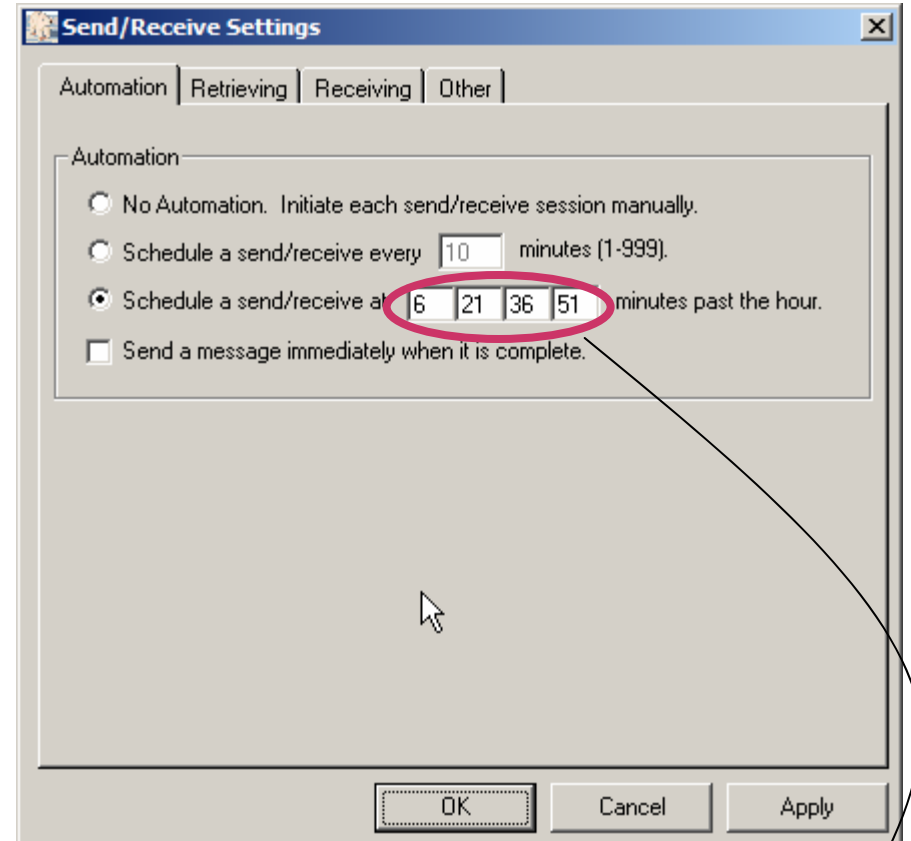 Send/Receive Settings
Automation Retrieving Receiving Other
Automation
No Automation. Initiate each send/receive session manually.
Schedule a send/receive every 10 minutes (1-999).
Schedule a send/receive at 6 21 36 51 minutes past the hour.
Send a message immediately when it is complete.
OK Cancel Apply